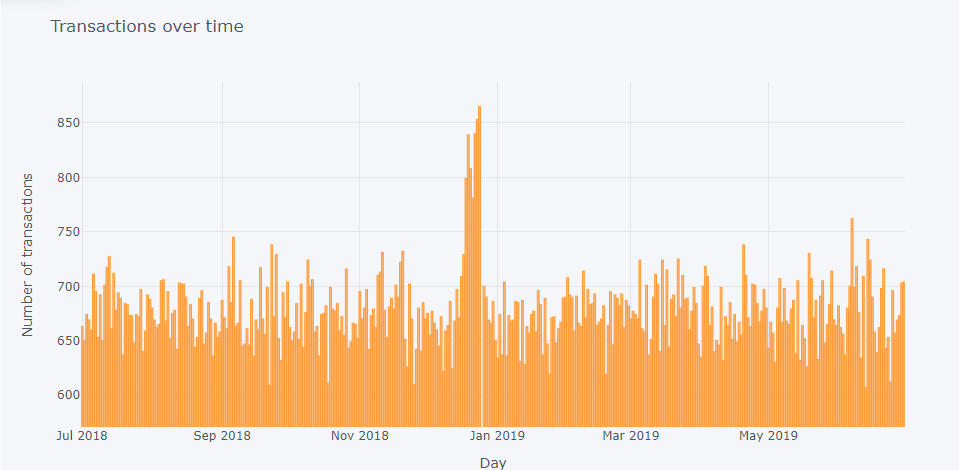 Transactions over time
850
800
750
700
650
600
Number of transactions
Jul 2018 Sep 2018 Nov 2018 Jan 2019 Mar 2019 May 2019
Day